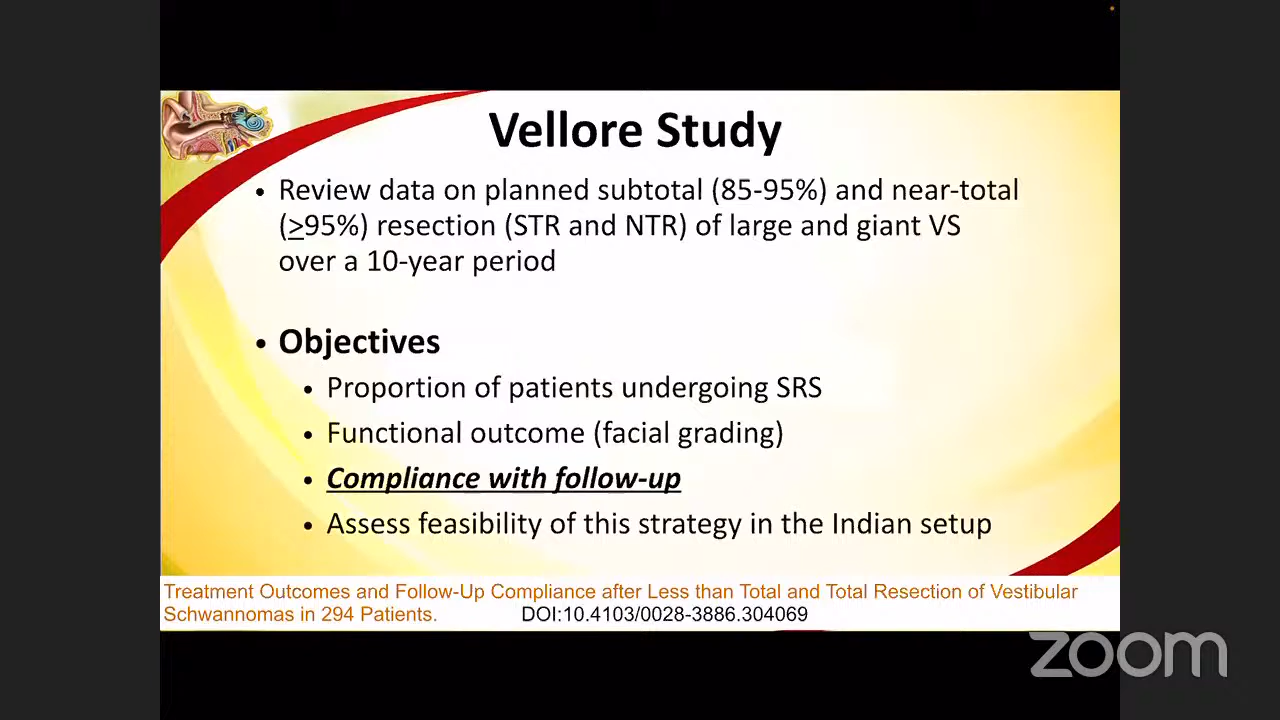 Vellore Study
• Review data on planned subtotal (85-95%) and near-total
(≥95%) resection (STR and NTR) of large and giant VS
over a 10-year period
• Objectives
• Proportion of patients undergoing SRS
• Functional outcome (facial grading)
• Compliance with follow-up
• Assess feasibility of this strategy in the Indian setup
Treatment Outcomes and Follow-Up Compliance after Less than Total and Total Resection of Vestibular
Schwannomas in 294 Patients. DOI:10.4103/0028-3886.304069
zoom